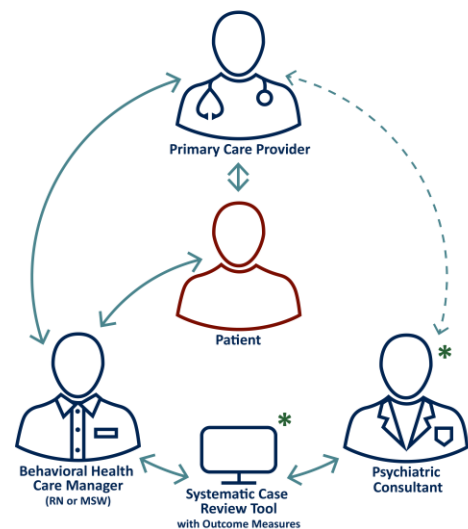 Primary Care Provider
Patient
*
Behavioral Health
Care Manager
(RN or MSW)
*
Systematic Case
Review Tool
with Outcome Measures
Psychiatric
Consultant